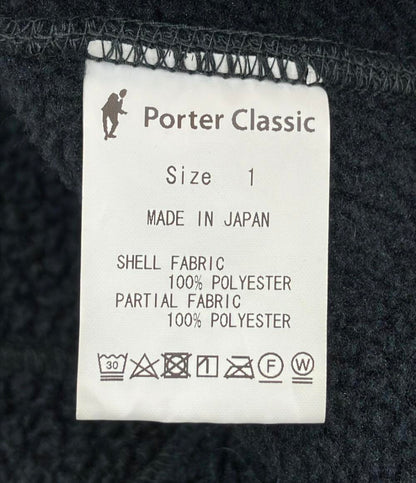 Porter Classic
Size 1
MADE IN JAPAN
SHELL FABRIC
100% POLYESTER
PARTIAL FABRIC
100% POLYESTER
30 F W